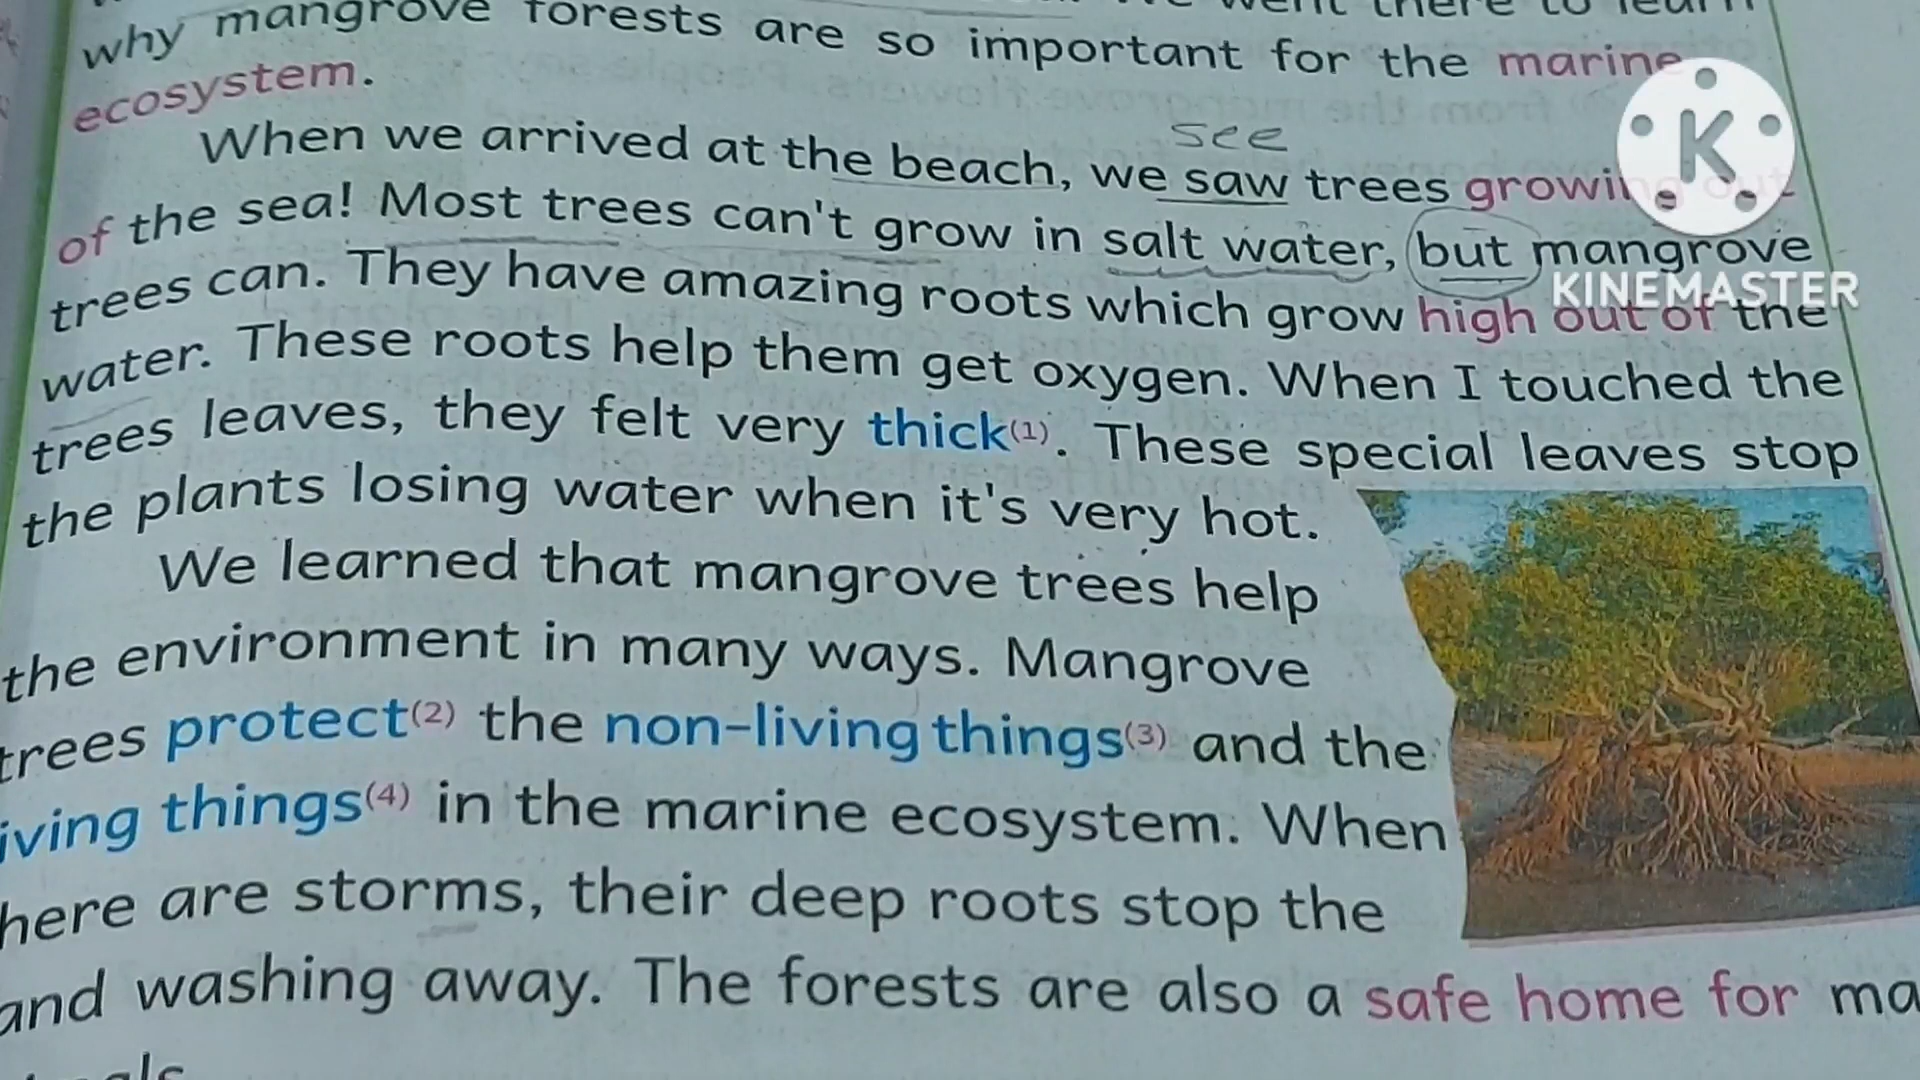 why mangrove forests are so important for the marine
ecosystem.
see
When we arrived at the beach, we saw trees growing out
of the sea! Most trees can't grow in salt water, but mangrove
trees can. They have amazing roots which grow high out of the
water. These roots help them get oxygen. When I touched the
trees leaves, they felt very thick(1). These special leaves stop
the plants losing water when it's very hot.
We learned that mangrove trees help
the environment in many ways. Mangrove
trees protect(2) the non-living things(3) and the
iving things(4) in the marine ecosystem. When
here are storms, their deep roots stop the
and washing away. The forests are also a safe home for ma
K
KINEMASTER